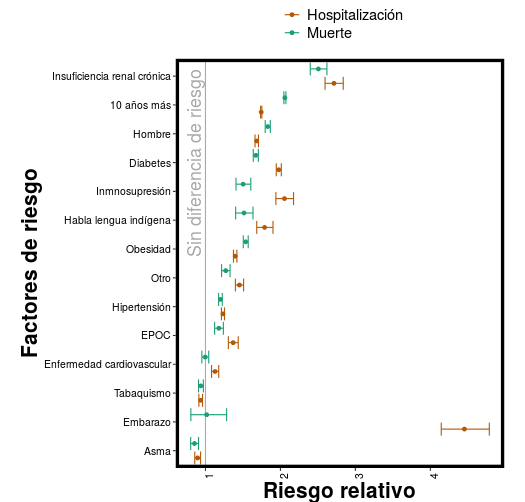 Hospitalización
Muerte
Factores de riesgo
Insuficiencia renal crónica
10 años más
Hombre
Diabetes
Inmnosupresión
Habla lengua indígena
Obesidad
Otro
Hipertensión
EPOC
Enfermedad cardiovascular
Tabaquismo
Embarazo
Asma
Sin diferencia de riesgo
1
2
3
4
Riesgo relativo